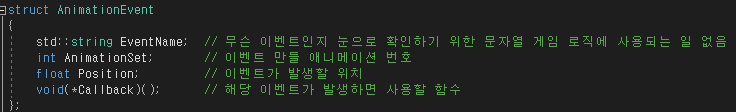 struct AnimationEvent
{
std::string EventName; // 무슨 이벤트인지 눈으로 확인하기 위한 문자열 게임 로직에 사용되는 일 없음
int AnimationSet; // 이벤트 만들 애니메이션 번호
float Position; // 이벤트가 발생할 위치
void(*Callback)(); // 해당 이벤트가 발생하면 사용할 함수
};